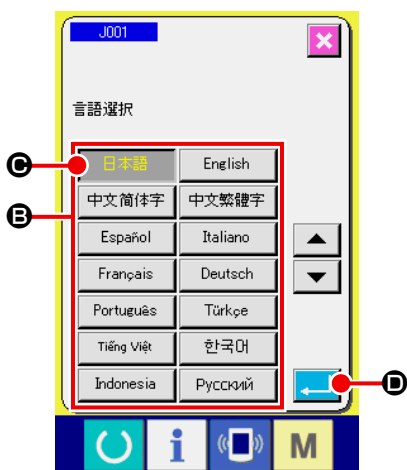 J001
言語選択
C
日本語
English
B
中文简体字
中文繁體字
Español
Italiano
Français
Deutsch
Português
Türkçe
Tiếng Việt
한국어
Indonesia
Русский
D
i
M